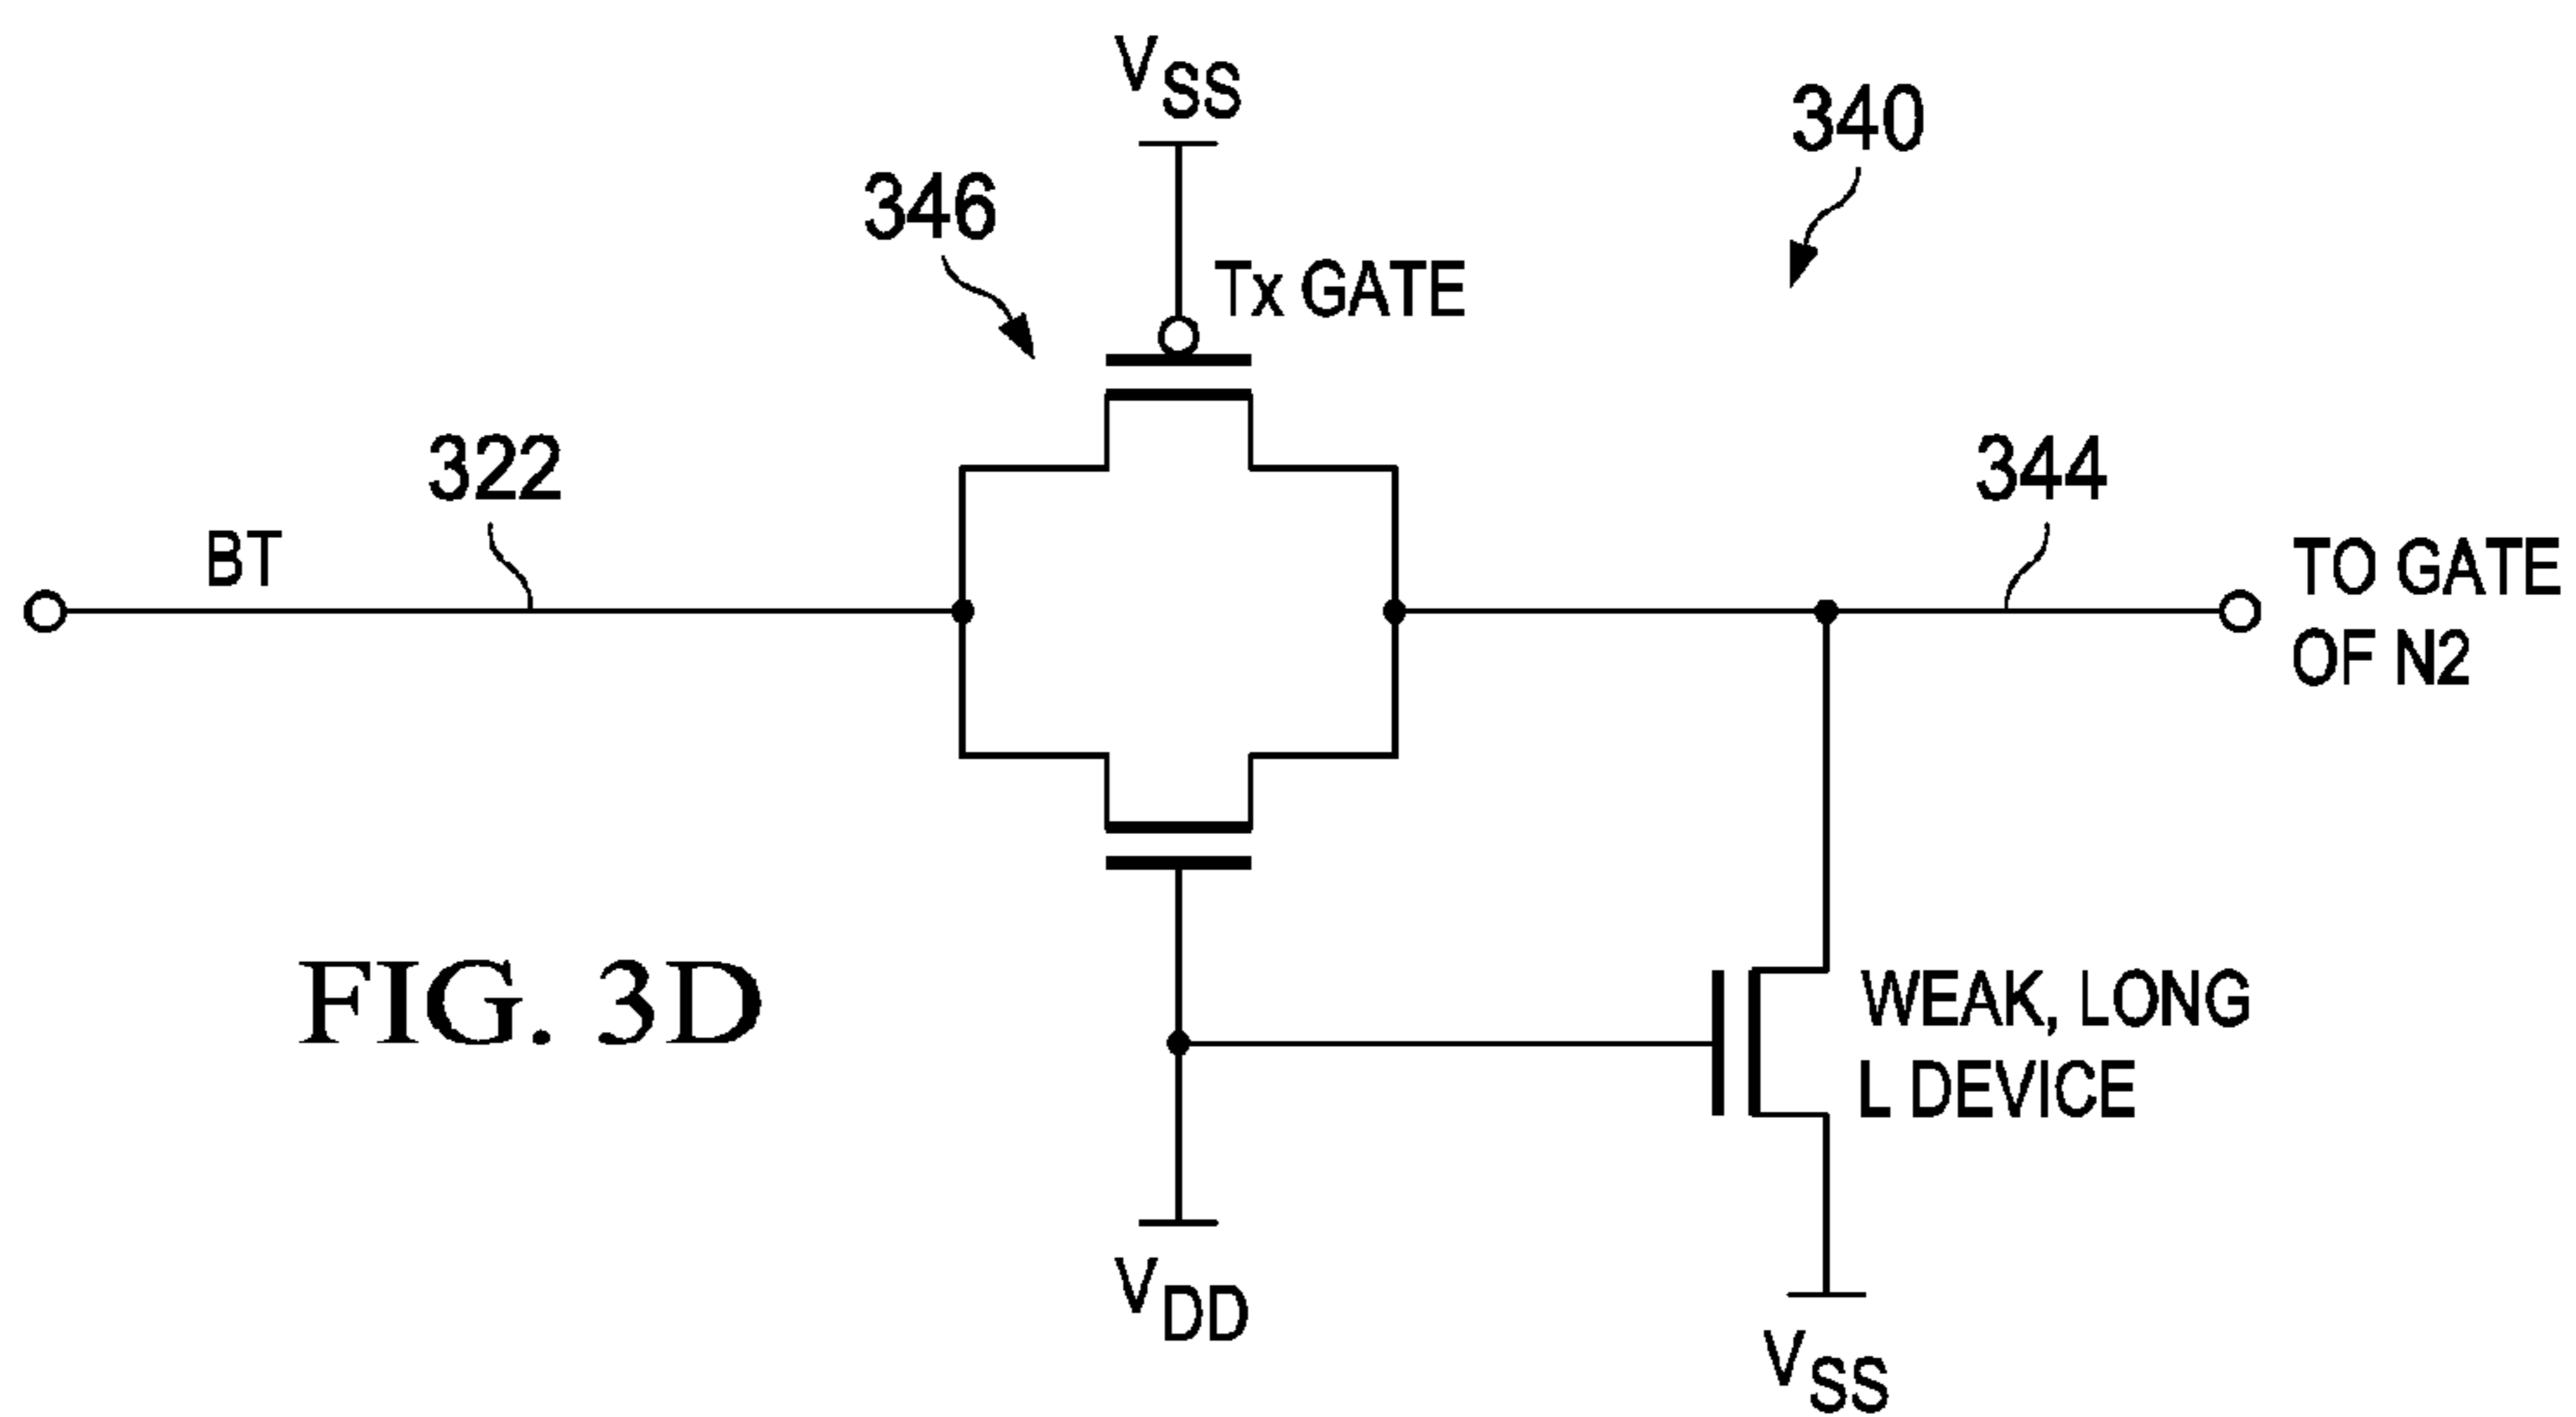 VSS
340
346
Tx GATE
322
344
BT
TO GATE
OF N2
WEAK, LONG
L DEVICE
FIG. 3D
VDD
VSS